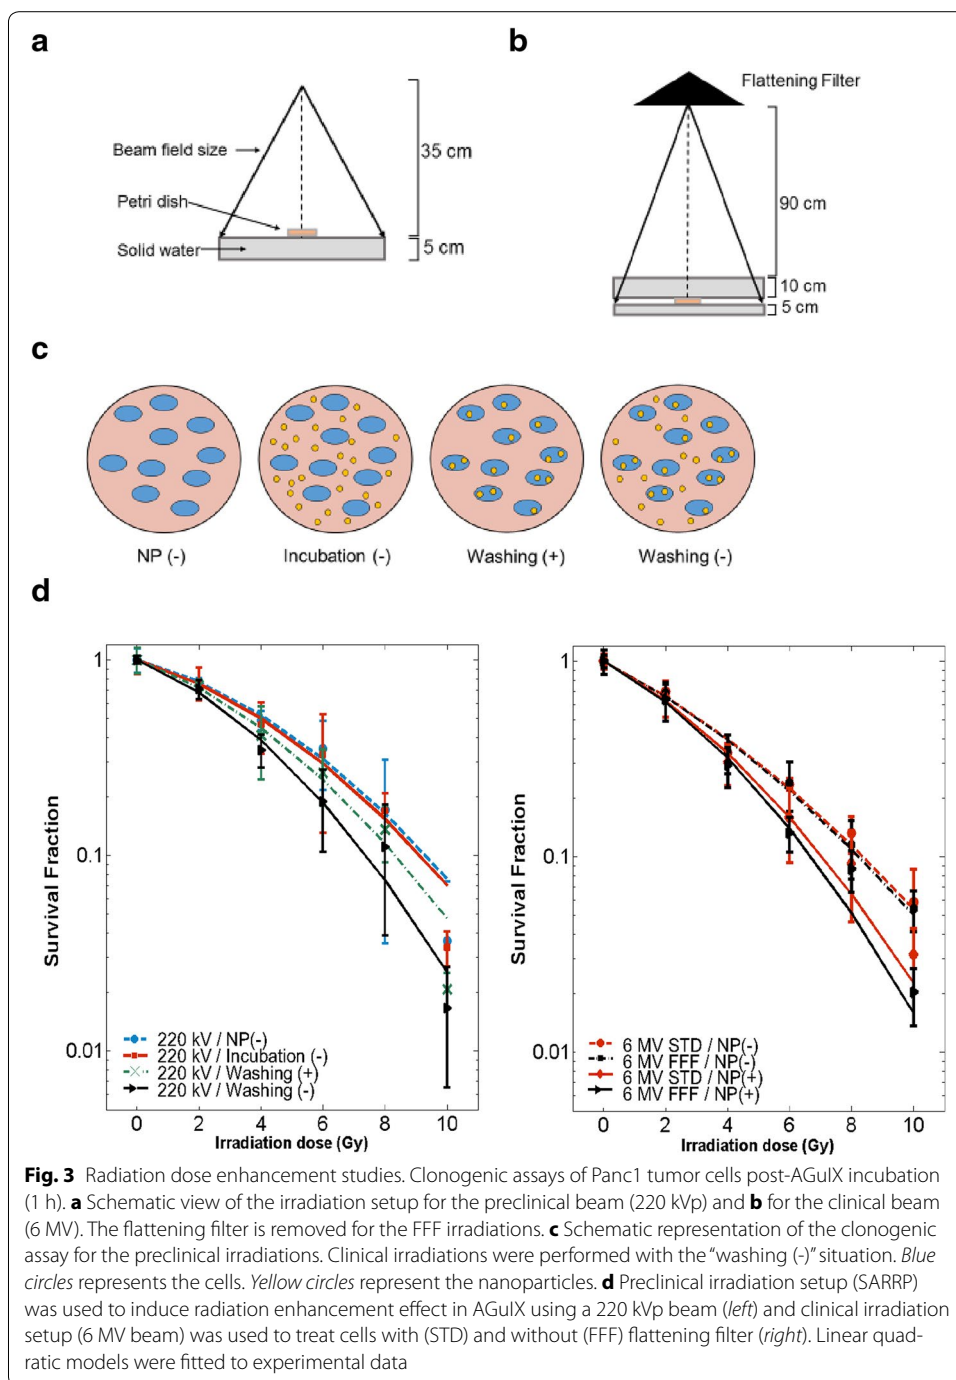 a
35 cm
Beam field size
Petri dish
Solid water
5 cm
b
Flattening Filter
90 cm
10 cm
5 cm
c
NP (-)
Incubation (-)
Washing (+)
Washing (-)
d
Survival Fraction
1
0.1
0.01
220 kV / NP(-)
220 kV / Incubation (-)
220 kV / Washing (+)
220 kV / Washing (-)
0 2 4 6 8 10
Irradiation dose (Gy)
Survival Fraction
1
0.1
0.01
6 MV STD / NP(-)
6 MV FFF / NP(-)
6 MV STD / NP(+)
6 MV FFF / NP(+)
0 2 4 6 8 10
Irradiation dose (Gy)
Fig. 3 Radiation dose enhancement studies. Clonogenic assays of Panc1 tumor cells post-AGuIX incubation
(1 h). a Schematic view of the irradiation setup for the preclinical beam (220 kVp) and b for the clinical beam
(6 MV). The flattening filter is removed for the FFF irradiations. c Schematic representation of the clonogenic
assay for the preclinical irradiations. Clinical irradiations were performed with the “washing (-)” situation. Blue
circles represents the cells. Yellow circles represent the nanoparticles. d Preclinical irradiation setup (SARRP)
was used to induce radiation enhancement effect in AGuIX using a 220 kVp beam (left) and clinical irradiation
setup (6 MV beam) was used to treat cells with (STD) and without (FFF) flattening filter (right). Linear quad-
ratic models were fitted to experimental data